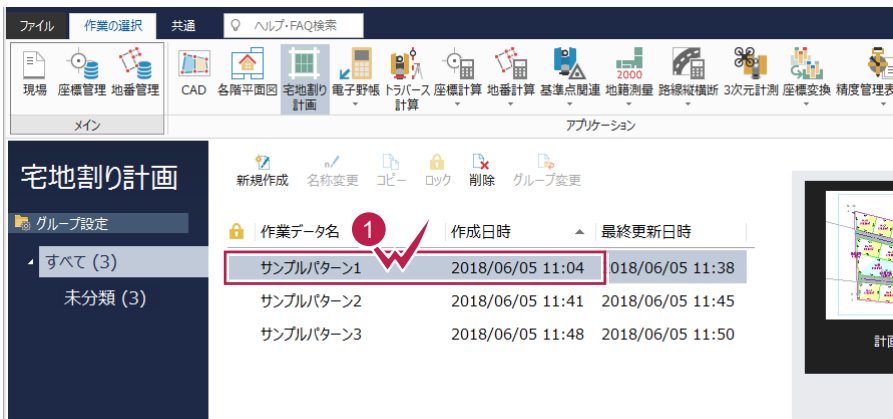 ファイル 作業の選択 共通 ヘルプ・FAQ検索
現場 座標管理 地番管理 CAD 各階平面図 宅地割り計画 電子野帳 トラバース計算 座標計算 地番計算 基準点関連 地籍測量 路線縦横断 3次元計測 座標変換 精度管理表
2000
メイン アプリケーション
宅地割り計画
新規作成 名称変更 コピー ロック 削除 グループ変更
グループ設定
作業データ名 1 作成日時 最終更新日時
すべて (3)
サンプルパターン1 2018/06/05 11:04 2018/06/05 11:38
未分類 (3)
サンプルパターン2 2018/06/05 11:41 2018/06/05 11:45
サンプルパターン3 2018/06/05 11:48 2018/06/05 11:50
計画